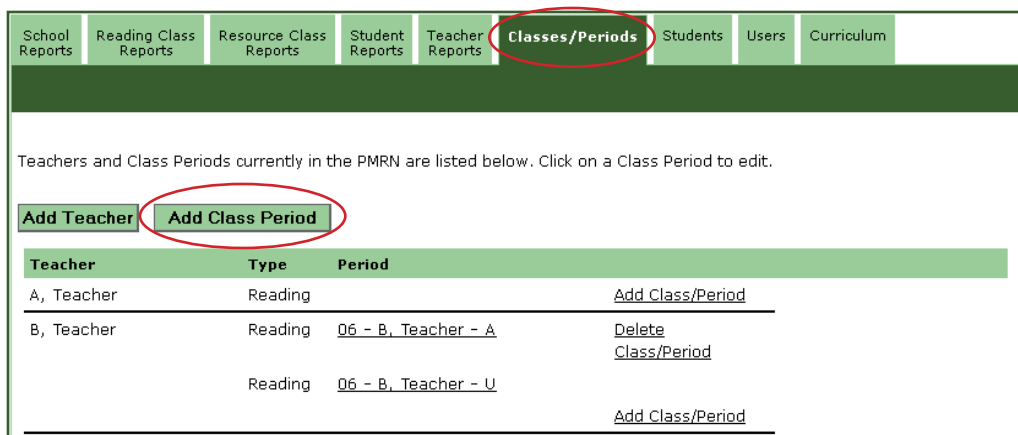 School Reports
Reading Class Reports
Resource Class Reports
Student Reports
Teacher Reports
Classes/Periods
Students
Users
Curriculum
Teachers and Class Periods currently in the PMRN are listed below. Click on a Class Period to edit.
Add Teacher
Add Class Period
Teacher Type Period
A, Teacher Reading Add Class/Period
B, Teacher Reading 06 - B, Teacher - A Delete
Class/Period
Reading 06 - B, Teacher - U
Add Class/Period